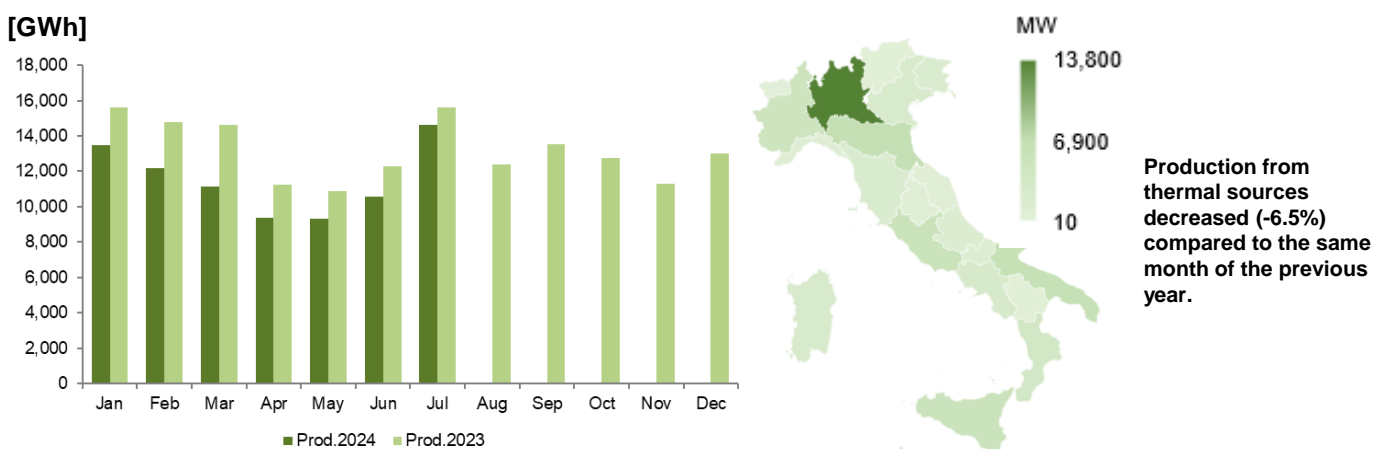 [GWh]
18,000
16,000
14,000
12,000
10,000
8,000
6,000
4,000
2,000
0
Jan Feb Mar Apr May Jun Jul Aug Sep Oct Nov Dec
Prod.2024 Prod.2023
MW
13,800
6,900
10
Production from
thermal sources
decreased (-6.5%)
compared to the same
month of the previous
year.